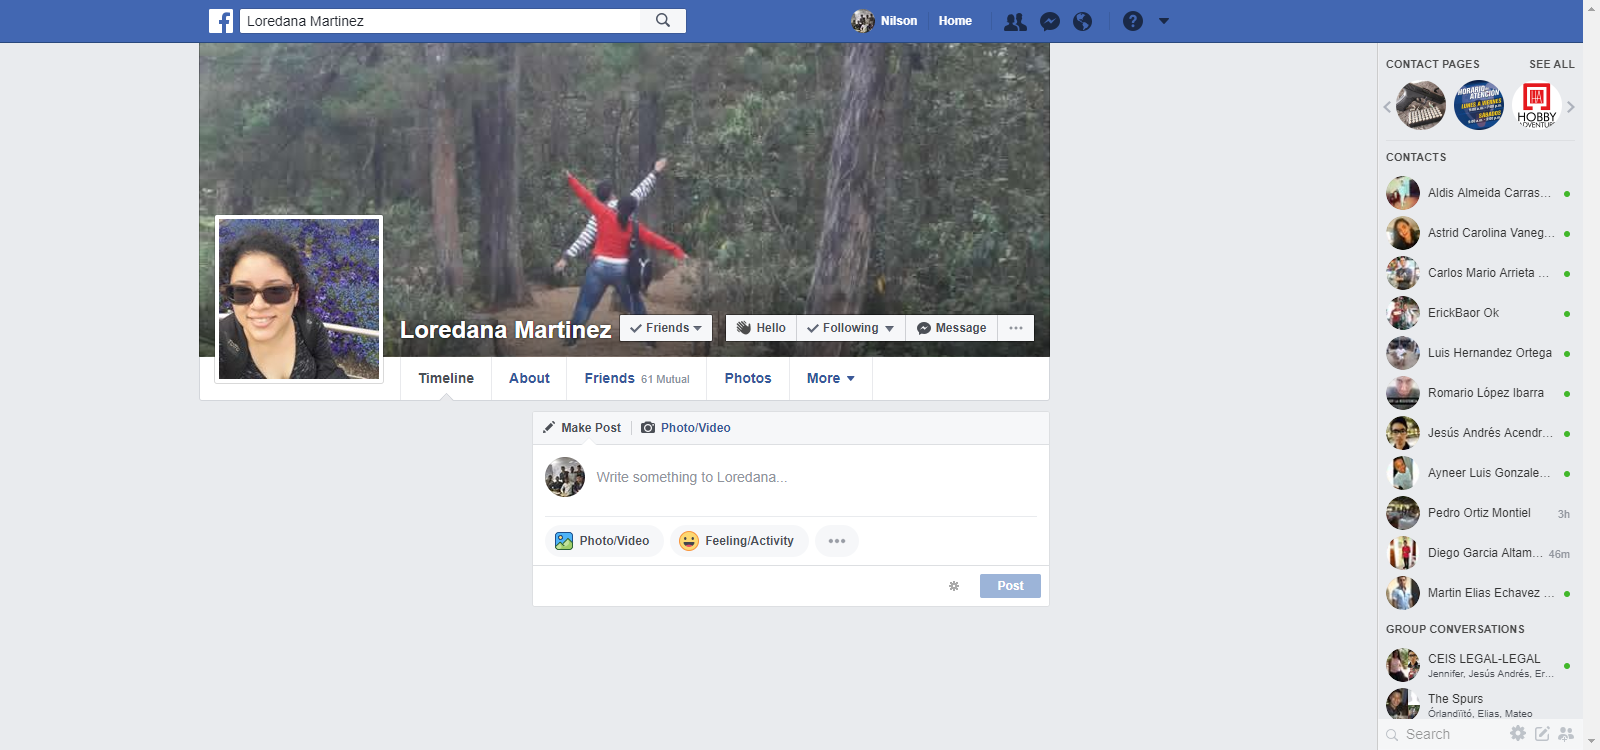 Loredana Martinez
Nilson
Home
CONTACT PAGES
SEE ALL
HORARIO DE
ATENCIÓN
LUNES A VIERNES
SÁBADOS
HOBBY
ADVENTURE
CONTACTS
Aldis Almeida Carras...
Astrid Carolina Vaneg...
Carlos Mario Arrieta ...
ErickBaor Ok
Luis Hernandez Ortega
Romario López Ibarra
Jesús Andrés Acendr...
Ayneer Luis Gonzale...
Pedro Ortiz Montiel 3h
Diego Garcia Altam... 46m
Martin Elias Echavez ...
GROUP CONVERSATIONS
CEIS LEGAL-LEGAL
Jennifer, Jesús Andrés, Er...
The Spurs
Órlandïïtó, Elias, Mateo
Search
Loredana Martinez
Friends
Hello
Following
Message
Timeline
About
Friends 61 Mutual
Photos
More
Make Post
Photo/Video
Write something to Loredana...
Photo/Video
Feeling/Activity
Post